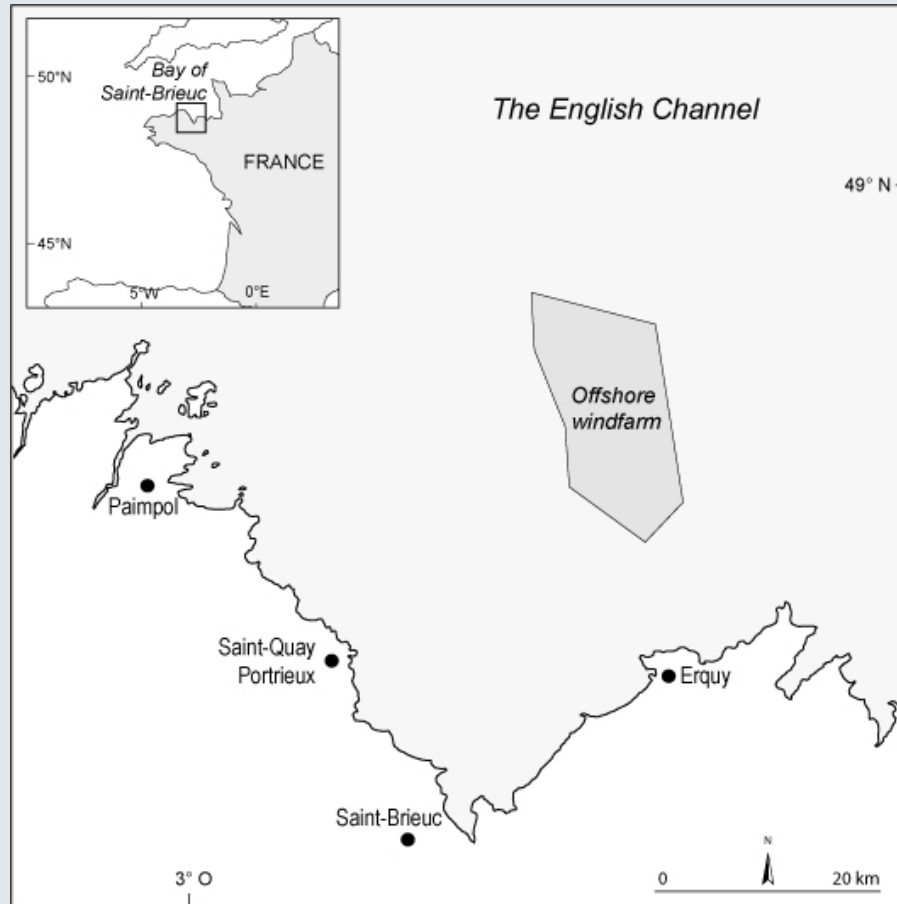 50°N
Bay of
Saint-Brieuc
FRANCE
45°N
5°W
0°E
The English Channel
49° N
Offshore
windfarm
Paimpol
Saint-Quay
Portrieux
Erquy
Saint-Brieuc
3° O
N
0
20 km